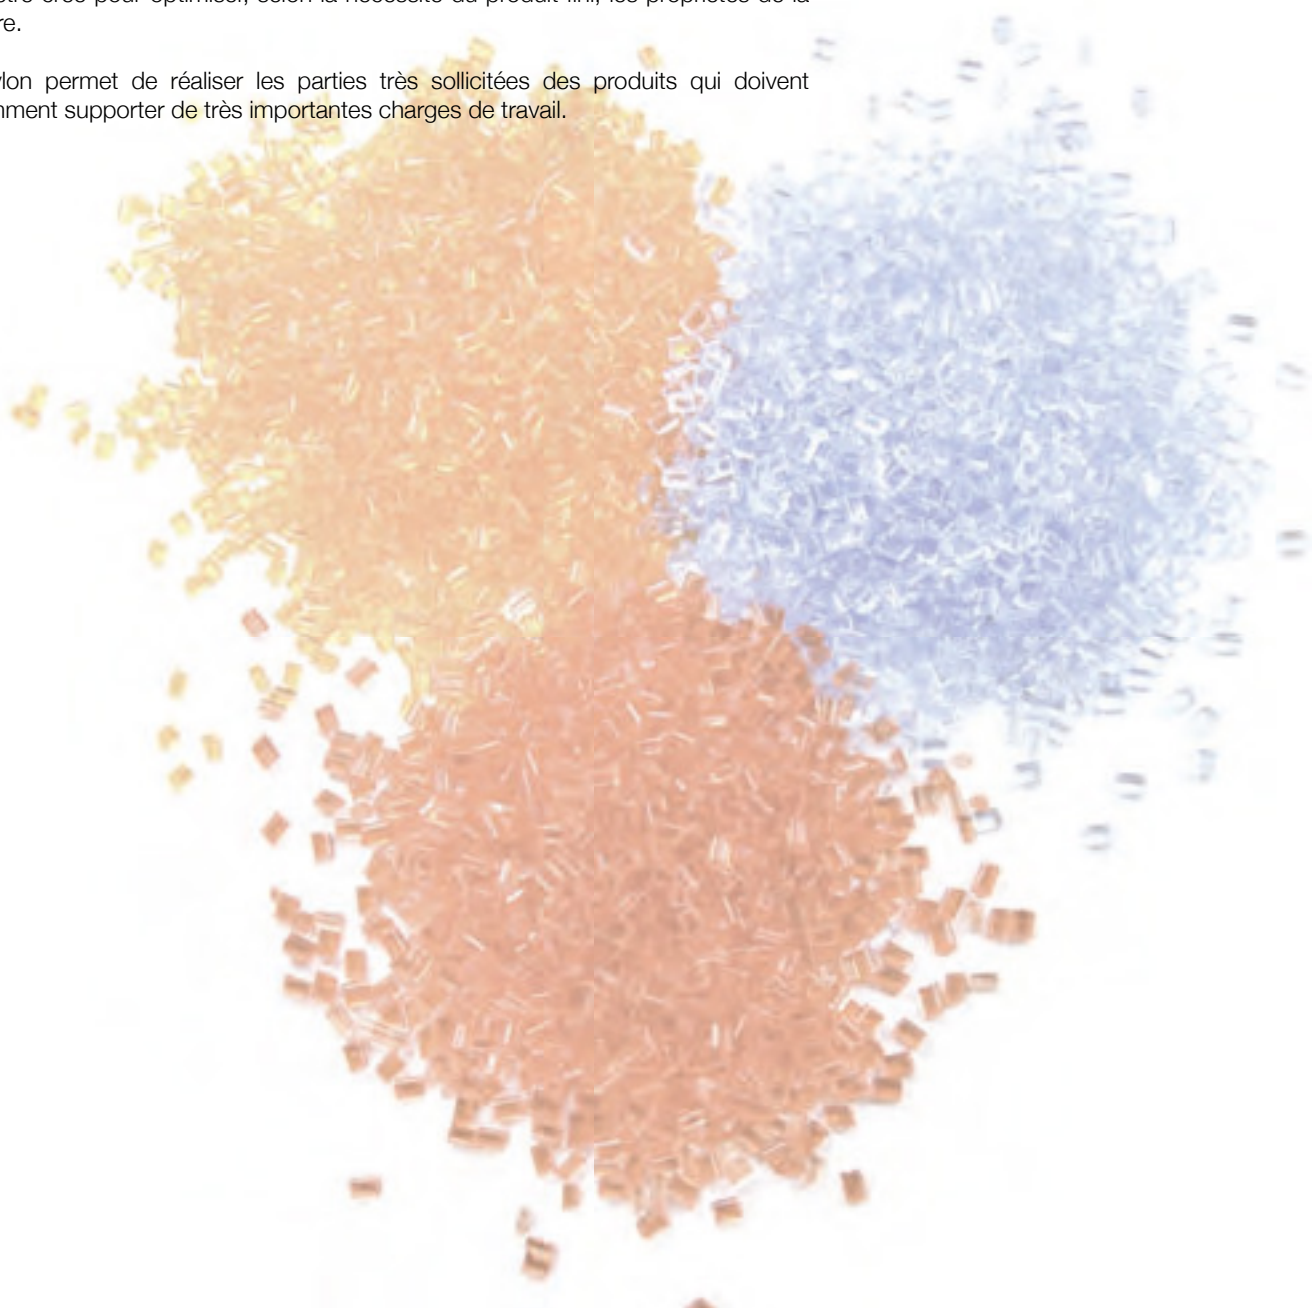 être créé pour optimiser, selon la nécessité du produit fini, les propriétés de la
re.
ylon permet de réaliser les parties très sollicitées des produits qui doivent
mment supporter de très importantes charges de travail.